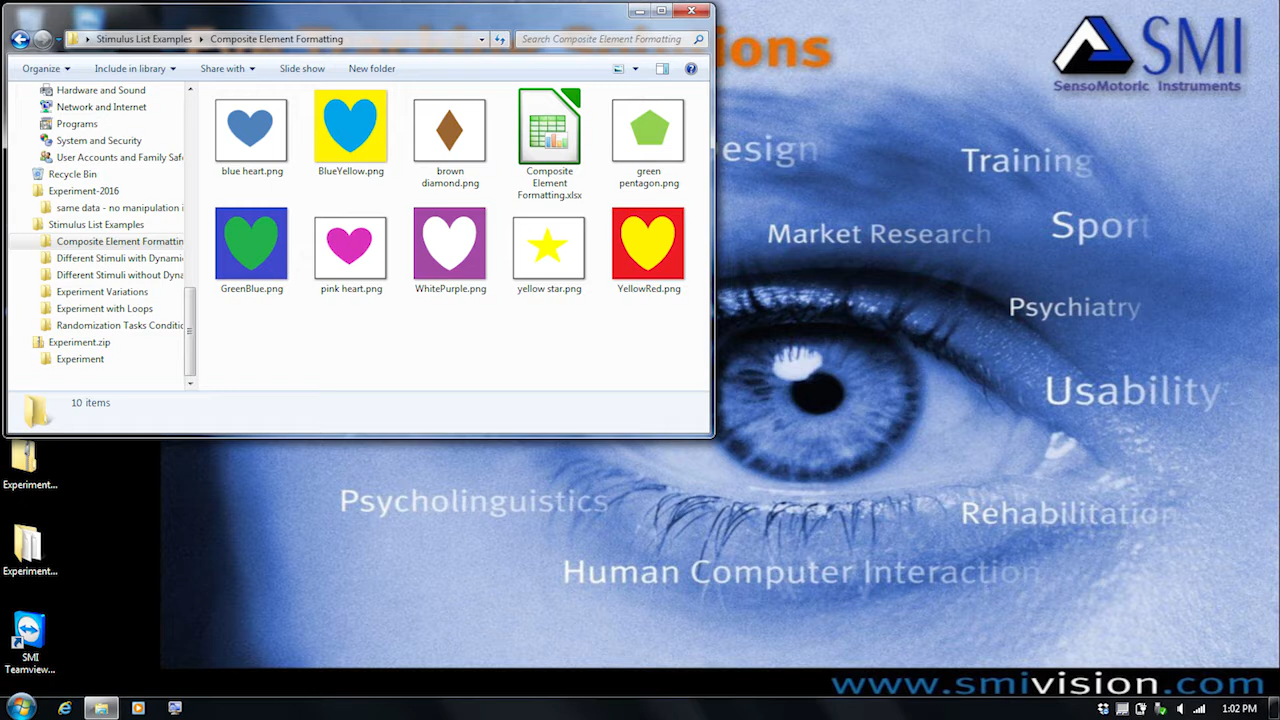 Stimulus List Examples
Composite Element Formatting
Search Composite Element Formatting
Organize
Include in library
Share with
Slide show
New folder
Hardware and Sound
Network and Internet
Programs
System and Security
User Accounts and Family Safe
Recycle Bin
Experiment-2016
same data - no manipulation i
Stimulus List Examples
Composite Element Formattin
Different Stimuli with Dynami
Different Stimuli without Dyna
Experiment Variations
Experiment with Loops
Randomization Tasks Conditio
Experiment.zip
Experiment
blue heart.png
BlueYellow.png
brown
diamond.png
Composite
Element
Formatting.xlsx
green
pentagon.png
GreenBlue.png
pink heart.png
WhitePurple.png
yellow star.png
YellowRed.png
10 items
ions
SMI
SensoMotoric Instruments
esign
Training
Market Research
Sport
Psychiatry
Usability
Psycholinguistics
Rehabilitation
Human Computer Interaction
www.smivision.com
Experiment...
Experiment...
SMI
Teamview...
1:02 PM